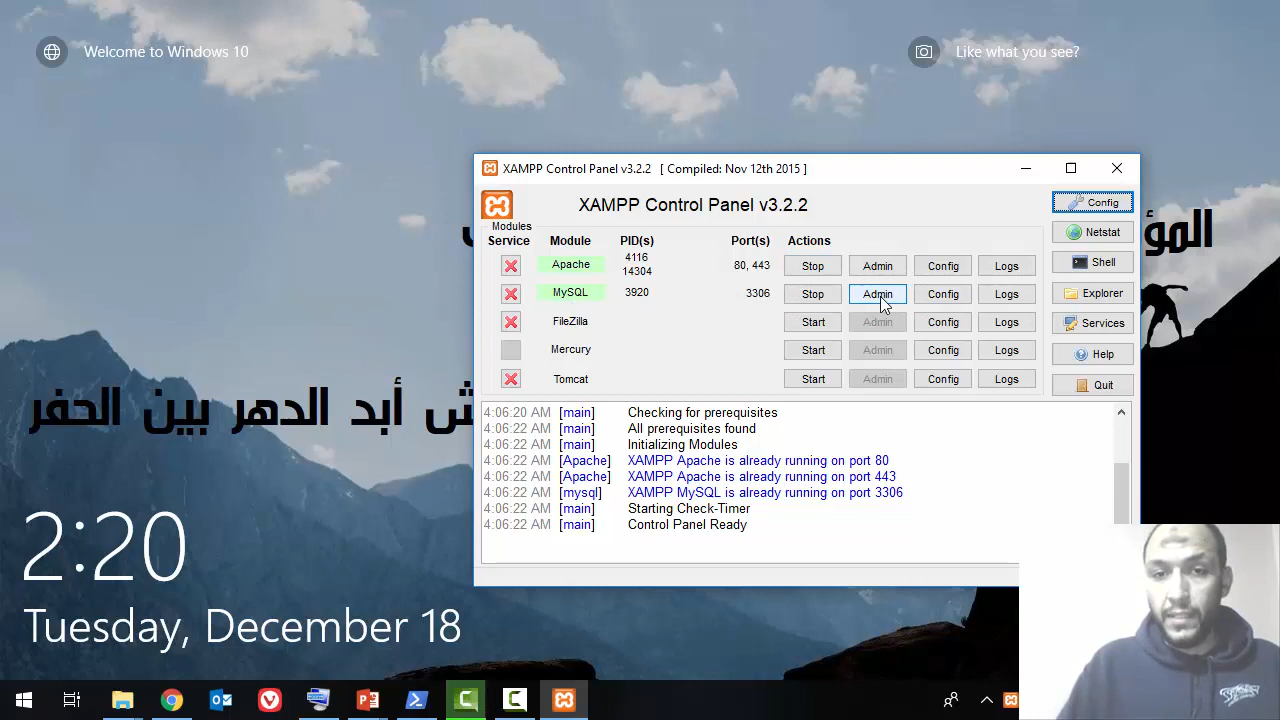 Welcome to Windows 10
Like what you see?
XAMPP Control Panel v3.2.2 [ Compiled: Nov 12th 2015 ]
XAMPP Control Panel v3.2.2
Config
Modules
Service Module PID(s) Port(s) Actions
Netstat
Apache 4116 14304 80, 443 Stop Admin Config Logs
Shell
MySQL 3920 3306 Stop Admin Config Logs
Explorer
FileZilla Start Admin Config Logs
Services
Mercury Start Admin Config Logs
Help
Tomcat Start Admin Config Logs
Quit
4:06:20 AM [main] Checking for prerequisites
4:06:22 AM [main] All prerequisites found
4:06:22 AM [main] Initializing Modules
4:06:22 AM [Apache] XAMPP Apache is already running on port 80
4:06:22 AM [Apache] XAMPP Apache is already running on port 443
4:06:22 AM [mysql] XAMPP MySQL is already running on port 3306
4:06:22 AM [main] Starting Check-Timer
4:06:22 AM [main] Control Panel Ready
أبد الدهر بين الحفر
2:20
Tuesday, December 18